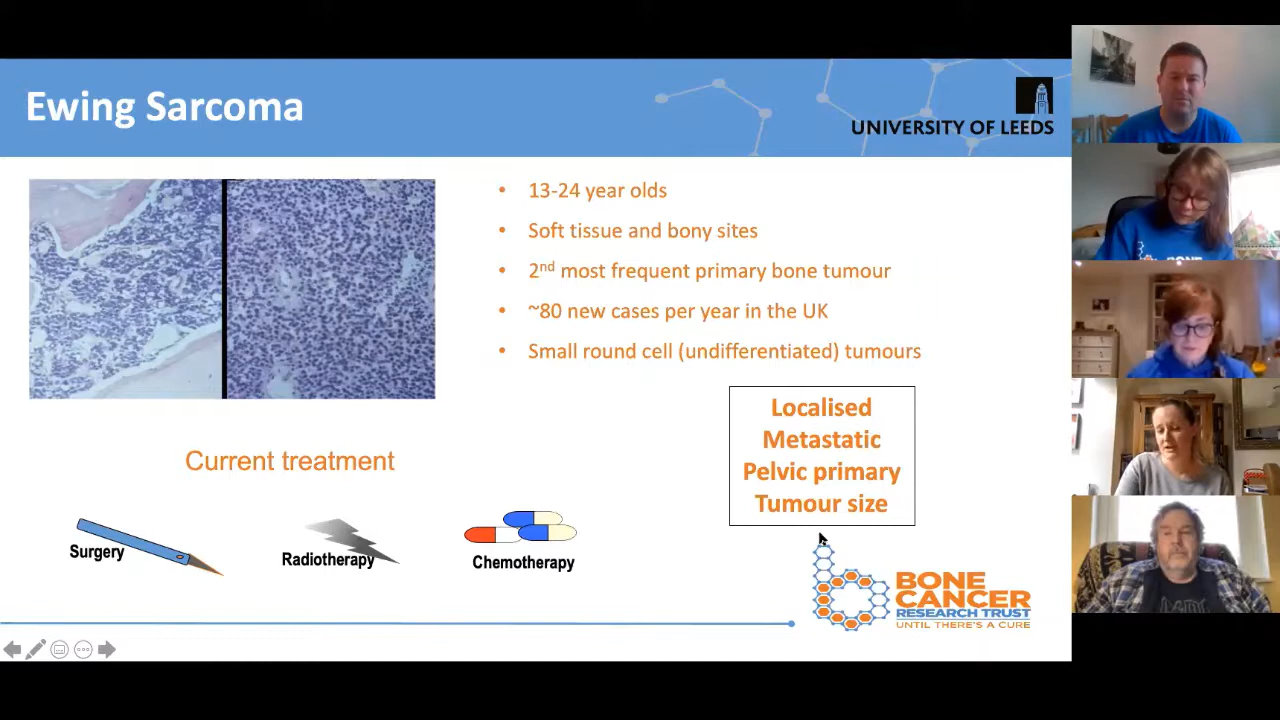 Ewing Sarcoma
UNIVERSITY OF LEEDS
• 13-24 year olds
• Soft tissue and bony sites
• 2nd most frequent primary bone tumour
• ~80 new cases per year in the UK
• Small round cell (undifferentiated) tumours
Localised
Metastatic
Pelvic primary
Tumour size
Current treatment
Surgery
Radiotherapy
Chemotherapy
BONE
CANCER
RESEARCH TRUST
UNTIL THERE'S A CURE